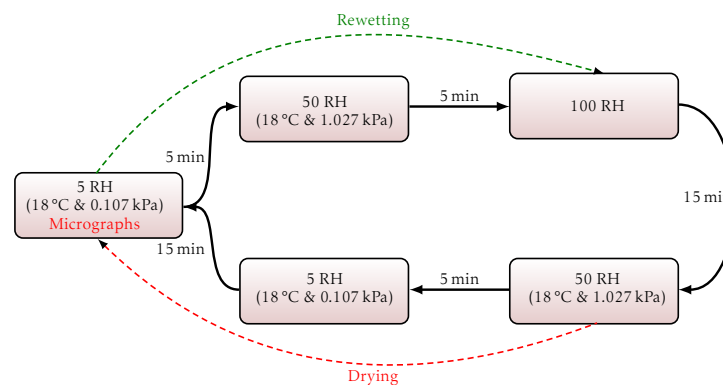 Rewetting
50 RH
(18 °C & 1.027 kPa)
5 min
100 RH
5 min
15 min
5 RH
(18 °C & 0.107 kPa)
Micrographs
15 min
5 RH
(18 °C & 0.107 kPa)
5 min
50 RH
(18 °C & 1.027 kPa)
Drying